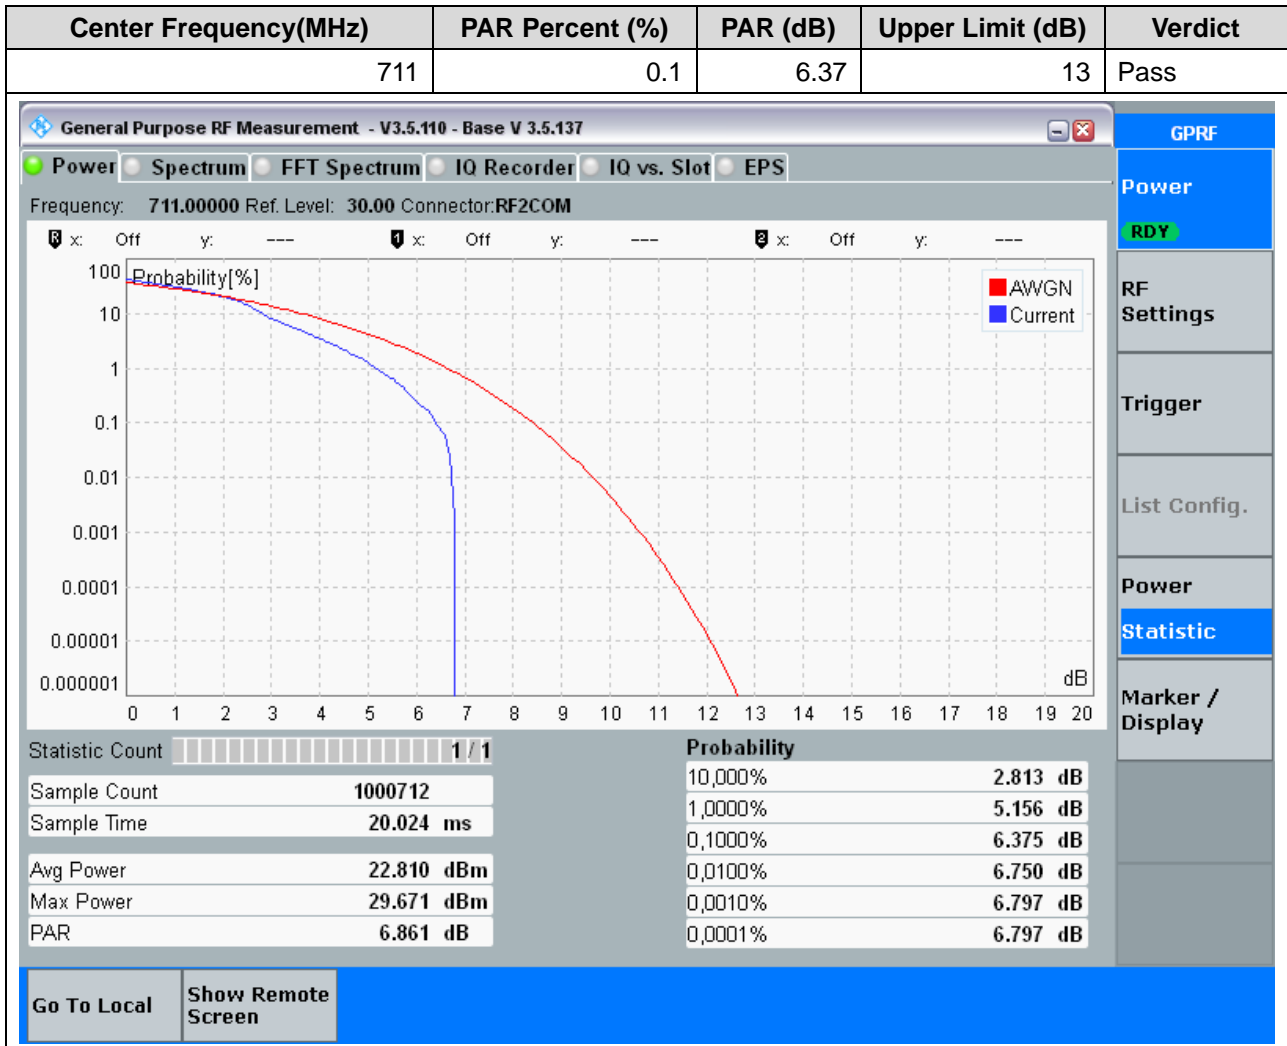 Center Frequency(MHz) PAR Percent (%) PAR (dB) Upper Limit (dB) Verdict
711 0.1 6.37 13 Pass
General Purpose RF Measurement - V3.5.110 - Base V 3.5.137
GPRF
Power Spectrum FFT Spectrum IQ Recorder IQ vs. Slot EPS
Power
RDY
Frequency: 711.00000 Ref. Level: 30.00 Connector:RF2COM
R x: Off y: --- 1 x: Off y: --- 2 x: Off y: ---
100 Probability[%]
AWGN
Current
10
1
0.1
0.01
0.001
0.0001
0.00001
0.000001
dB
0 1 2 3 4 5 6 7 8 9 10 11 12 13 14 15 16 17 18 19 20
RF
Settings
Trigger
List Config.
Power
Statistic
Marker /
Display
Statistic Count 1 / 1
Sample Count 1000712
Sample Time 20.024 ms
Avg Power 22.810 dBm
Max Power 29.671 dBm
PAR 6.861 dB
Probability
10,000% 2.813 dB
1,0000% 5.156 dB
0,1000% 6.375 dB
0,0100% 6.750 dB
0,0010% 6.797 dB
0,0001% 6.797 dB
Go To Local
Show Remote
Screen